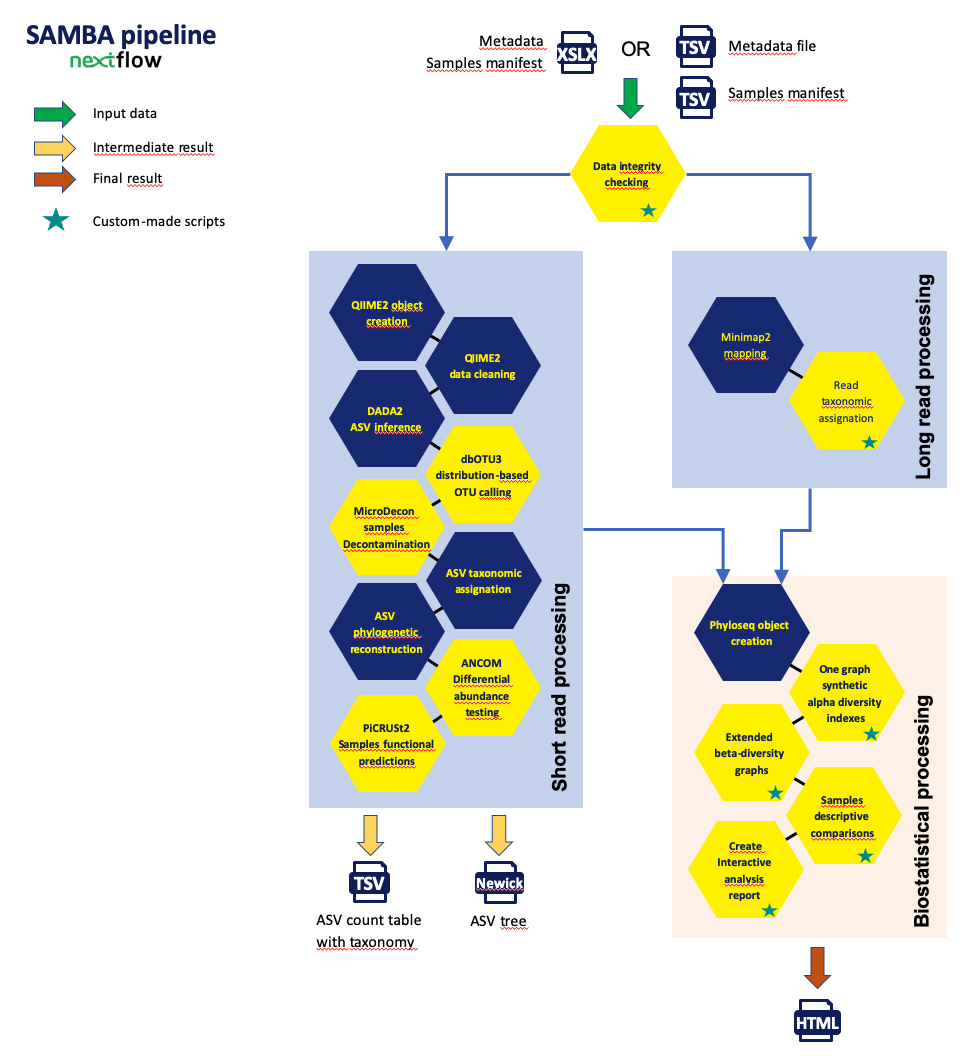 SAMBA pipeline
nextflow
Input data
Intermediate result
Final result
Custom-made scripts
Metadata
Samples manifest
XSLX
OR
TSV
Metadata file
TSV
Samples manifest
Data integrity
checking
QIIME2 object
creation
QIIME2
data cleaning
DADA2
ASV inference
dbOTU3
distribution-based
OTU calling
MicroDecon
samples
Decontamination
ASV taxonomic
assignation
ASV
phylogenetic
reconstruction
ANCOM
Differential
abundance
testing
PiCRUSt2
Samples functional
predictions
Short read processing
Minimap2
mapping
Read
taxonomic
assignation
Long read processing
Phyloseq object
creation
One graph
synthetic
alpha diversity
indexes
Extended
beta-diversity
graphs
Samples
descriptive
comparisons
Create
Interactive
analysis
report
Biostatistical processing
TSV
ASV count table
with taxonomy
Newick
ASV tree
HTML